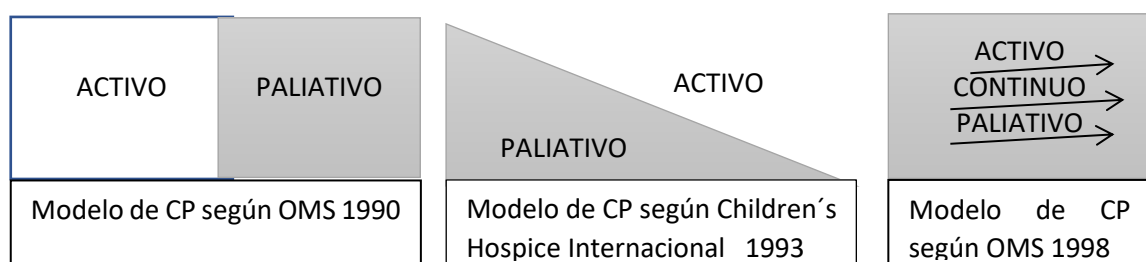 ACTIVO
PALIATIVO
Modelo de CP según OMS 1990
ACTIVO
PALIATIVO
Modelo de CP según Children´s
Hospice Internacional 1993
ACTIVO
CONTINUO
PALIATIVO
Modelo de CP
según OMS 1998